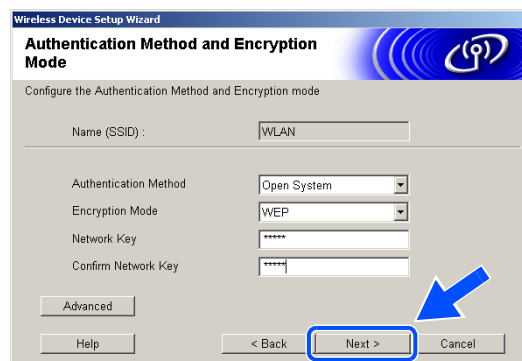 Wireless Device Setup Wizard
Authentication Method and Encryption
Mode
Configure the Authentication Method and Encryption mode
Name (SSID) : WLAN
Authentication Method Open System
Encryption Mode WEP
Network Key *****
Confirm Network Key *****
Advanced
Help < Back Next > Cancel